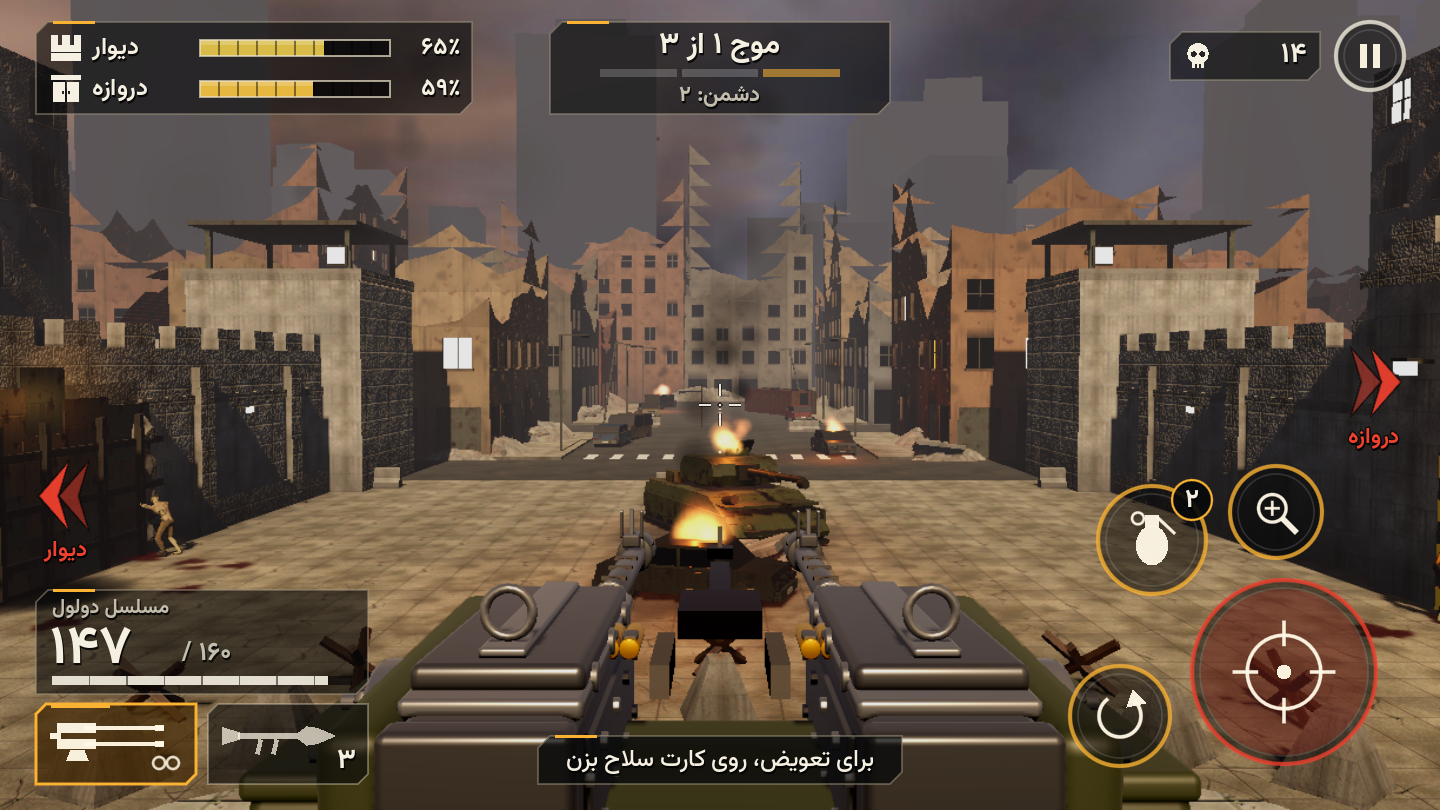 دیوار ۶۵٪
دروازه ۵۹٪
موج ۱ از ۳
دشمن: ۲
۱۴
دروازه
دیوار
۲
مسلسل دولول
۱۴۷ / ۱۶۰
∞
۳
برای تعویض، روی کارت سلاح بزن